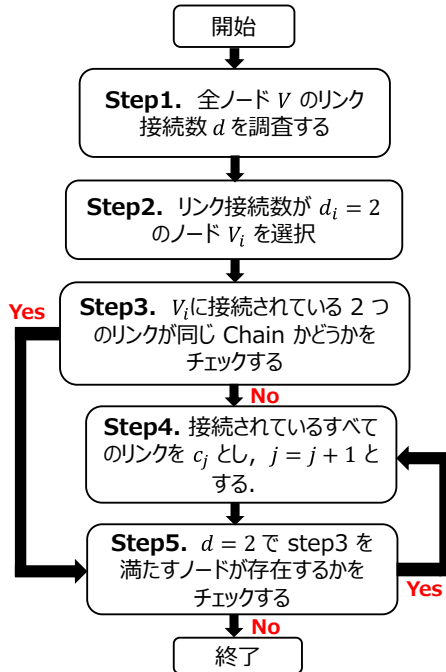 開始
Step1. 全ノード V のリンク
接続数 d を調査する
Step2. リンク接続数が d_i = 2
のノード V_i を選択
Yes
Step3. V_iに接続されている 2 つ
のリンクが同じ Chain かどうかを
チェックする
No
Step4. 接続されているすべて
のリンクを c_j とし, j = j + 1 と
する.
Step5. d = 2 で step3 を
満たすノードが存在するかを
チェックする
Yes
No
終了